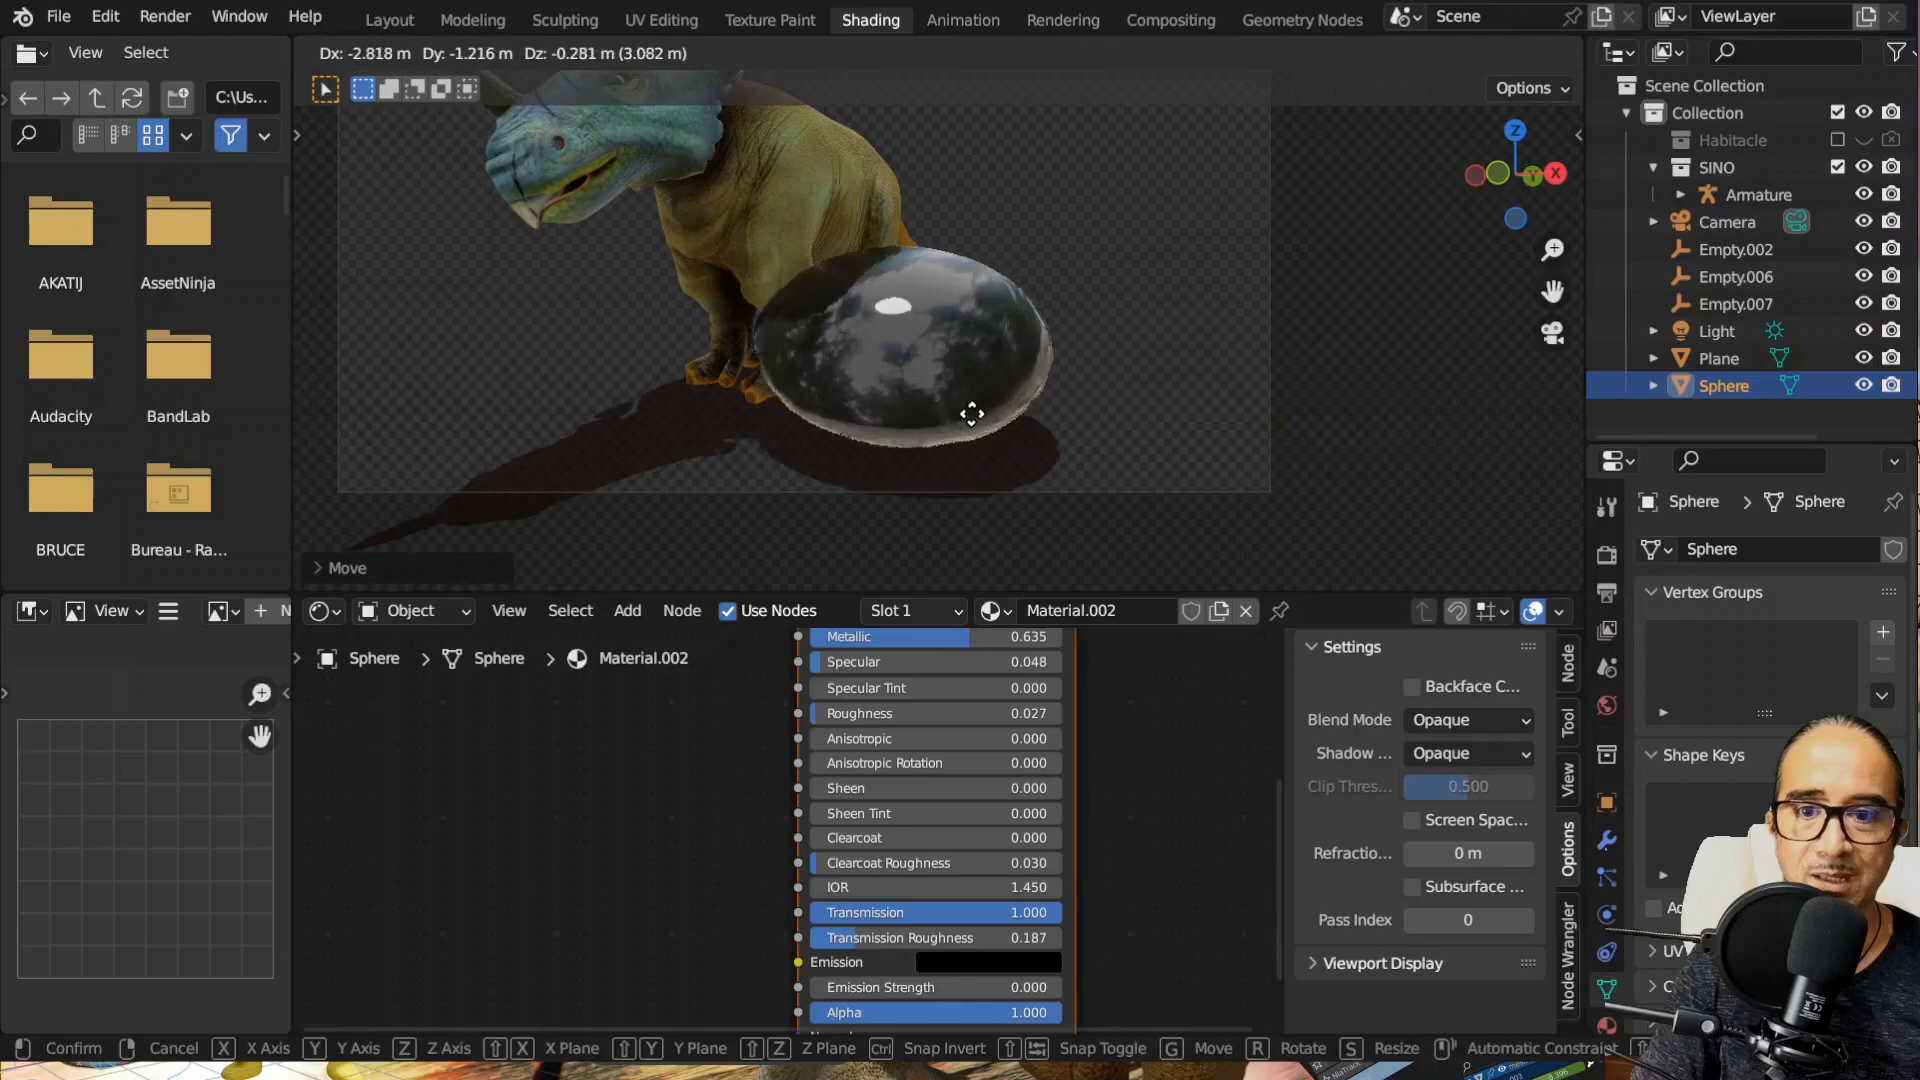 File Edit Render Window Help
Layout Modeling Sculpting UV Editing Texture Paint Shading Animation Rendering Compositing Geometry Nodes
Scene
ViewLayer
View Select
Dx: -2.818 m Dy: -1.216 m Dz: -0.281 m (3.082 m)
C:\Us...
Options
Z
X
AKATIJ
AssetNinja
Audacity
BandLab
BRUCE
Bureau - Ra...
Move
Scene Collection
Collection
Habitacle
SINO
Armature
Camera
Empty.002
Empty.006
Empty.007
Light
Plane
Sphere
Sphere > Sphere
Sphere
Vertex Groups
Shape Keys
View
Object View Select Add Node Use Nodes Slot 1 Material.002
Sphere > Sphere > Material.002
Metallic 0.635
Specular 0.048
Specular Tint 0.000
Roughness 0.027
Anisotropic 0.000
Anisotropic Rotation 0.000
Sheen 0.000
Sheen Tint 0.000
Clearcoat 0.000
Clearcoat Roughness 0.030
IOR 1.450
Transmission 1.000
Transmission Roughness 0.187
Emission
Emission Strength 0.000
Alpha 1.000
Settings
Backface C...
Blend Mode Opaque
Shadow ... Opaque
Clip Thres... 0.500
Screen Spac...
Refractio... 0 m
Subsurface ...
Pass Index 0
Viewport Display
Node
Tool
View
Options
Node Wrangler
Confirm Cancel X X Axis Y Y Axis Z Z Axis X X Plane Y Y Plane Z Z Plane Ctrl Snap Invert Snap Toggle G Move R Rotate S Resize Automatic Constraint